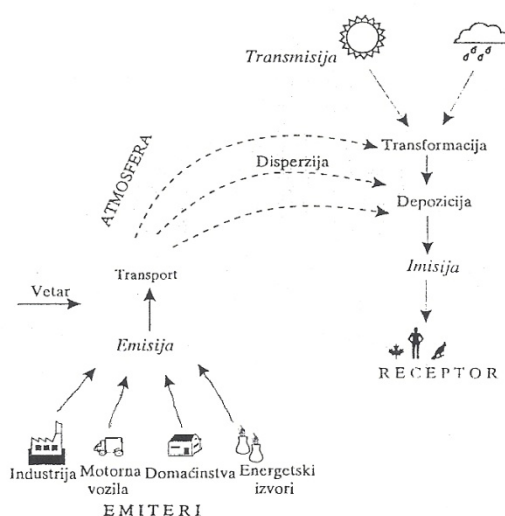 Transmisija
ATMOSFERA
Disperzija
Transformacija
Depozicija
Imisija
RECEPTOR
Vetar
Transport
Emisija
Industrija
Motorna
vozila
Domaćinstva
Energetski
izvori
EMITERI